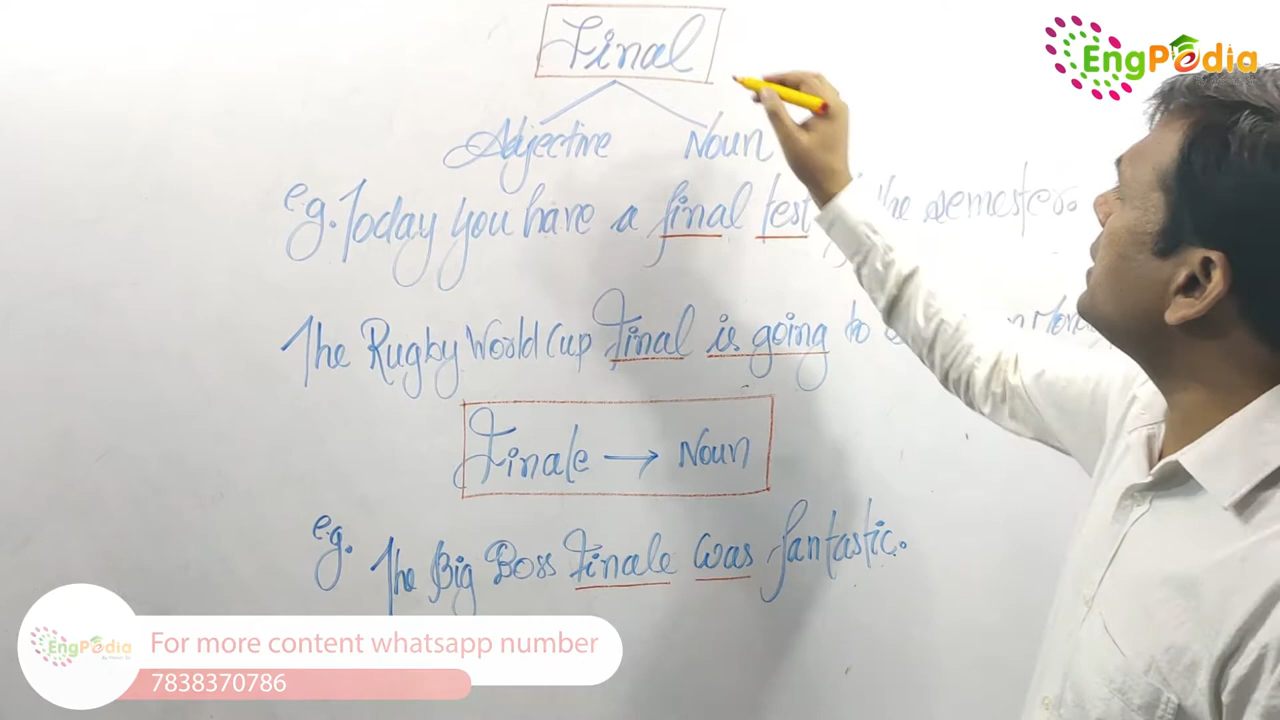 Final
EngPedia
Adjective Noun
e.g. Today you have a final test the semester.
The Rugby World Cup Final is going to
Finale → Noun
e.g. The Big Boss Finale was fantastic.
EngPedia
For more content whatsapp number
7838370786